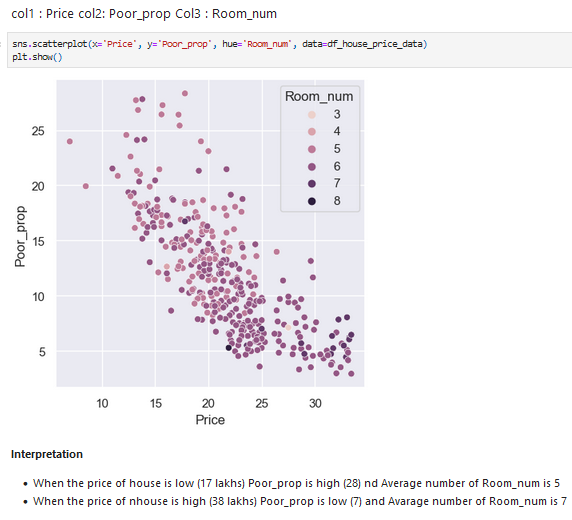 col1 : Price col2: Poor_prop Col3 : Room_num
sns.scatterplot(x='Price', y='Poor_prop', hue='Room_num', data=df_house_price_data)
plt.show()
Room_num
3
4
5
6
7
8
25
20
15
10
5
Poor_prop
10 15 20 25 30
Price
Interpretation
• When the price of house is low (17 lakhs) Poor_prop is high (28) nd Average number of Room_num is 5
• When the price of nhouse is high (38 lakhs) Poor_prop is low (7) and Avarage number of Room_num is 7